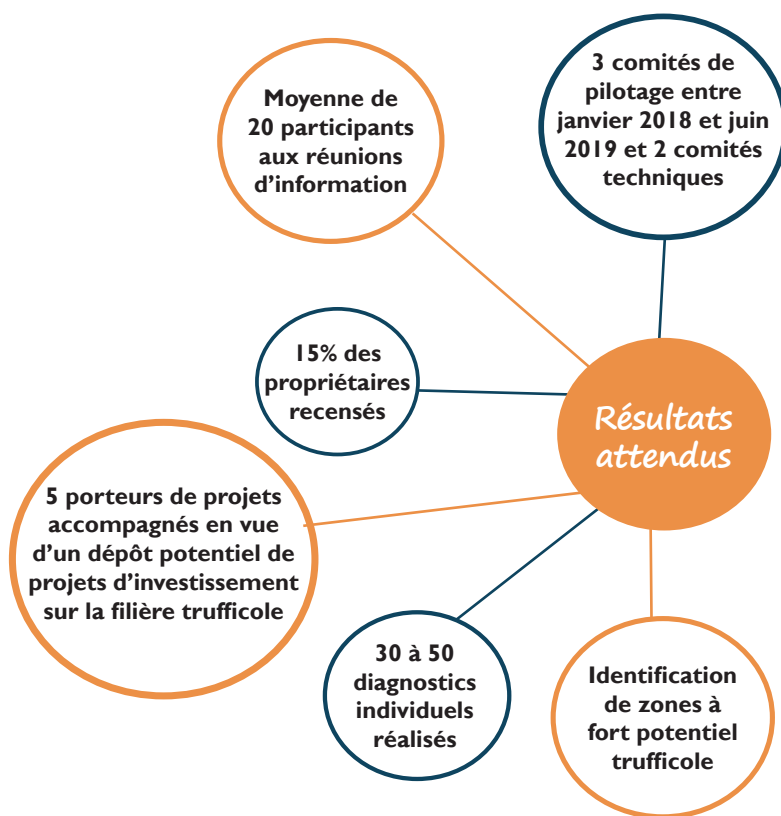 Moyenne de
20 participants
aux réunions
d’information
3 comités de
pilotage entre
janvier 2018 et juin
2019 et 2 comités
techniques
15% des
propriétaires
recensés
Résultats
attendus
5 porteurs de projets
accompagnés en vue
d’un dépôt potentiel de
projets d’investissement
sur la filière trufficole
30 à 50
diagnostics
individuels
réalisés
Identification
de zones à
fort potentiel
trufficole